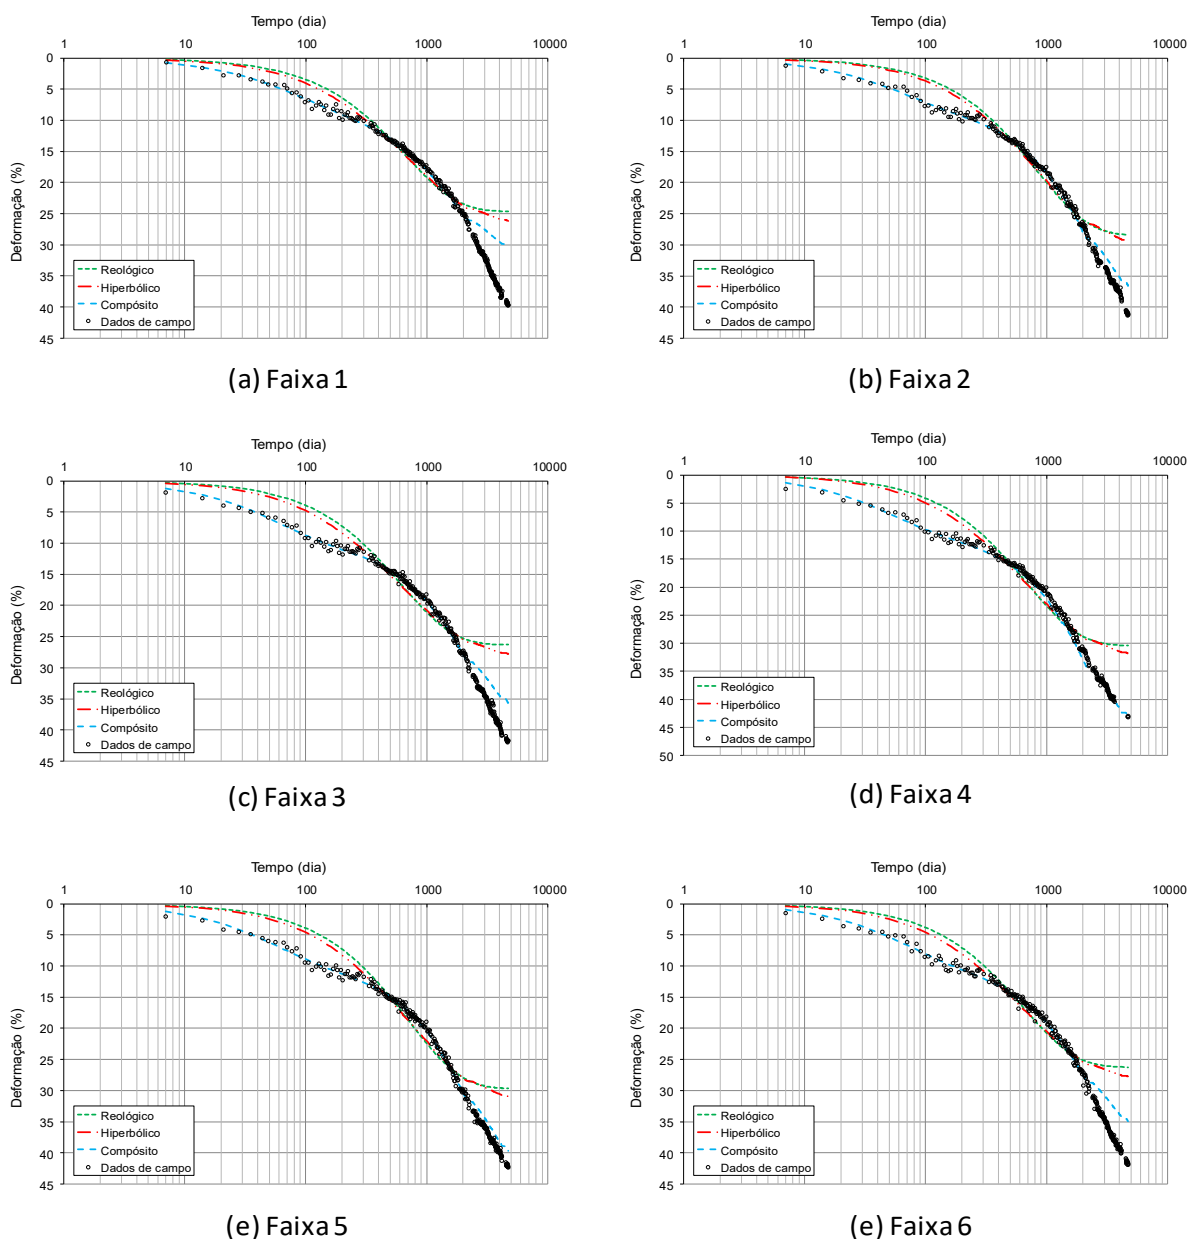 Tempo (dia)
1 10 100 1000 10000
0
5
10
15
20
25
30
35
40
45
Deformação (%)
Reológico
Hiperbólico
Compósito
Dados de campo
(a) Faixa 1
Tempo (dia)
1 10 100 1000 10000
0
5
10
15
20
25
30
35
40
45
Deformação (%)
Reológico
Hiperbólico
Compósito
Dados de campo
(b) Faixa 2
Tempo (dia)
1 10 100 1000 10000
0
5
10
15
20
25
30
35
40
45
Deformação (%)
Reológico
Hiperbólico
Compósito
Dados de campo
(c) Faixa 3
Tempo (dia)
1 10 100 1000 10000
0
5
10
15
20
25
30
35
40
45
50
Deformação (%)
Reológico
Hiperbólico
Compósito
Dados de campo
(d) Faixa 4
Tempo (dia)
1 10 100 1000 10000
0
5
10
15
20
25
30
35
40
45
Deformação (%)
Reológico
Hiperbólico
Compósito
Dados de campo
(e) Faixa 5
Tempo (dia)
1 10 100 1000 10000
0
5
10
15
20
25
30
35
40
45
Deformação (%)
Reológico
Hiperbólico
Compósito
Dados de campo
(e) Faixa 6